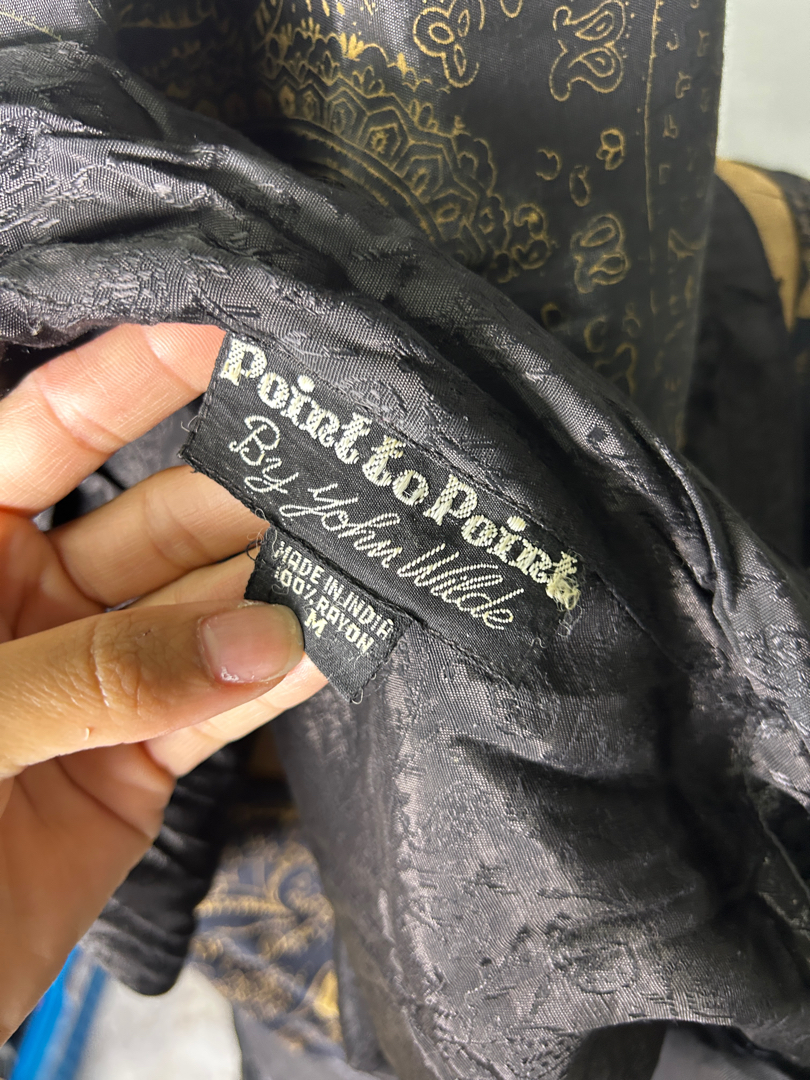 Point to Point
By John Wilde
MADE IN INDIA
100% RAYON
M